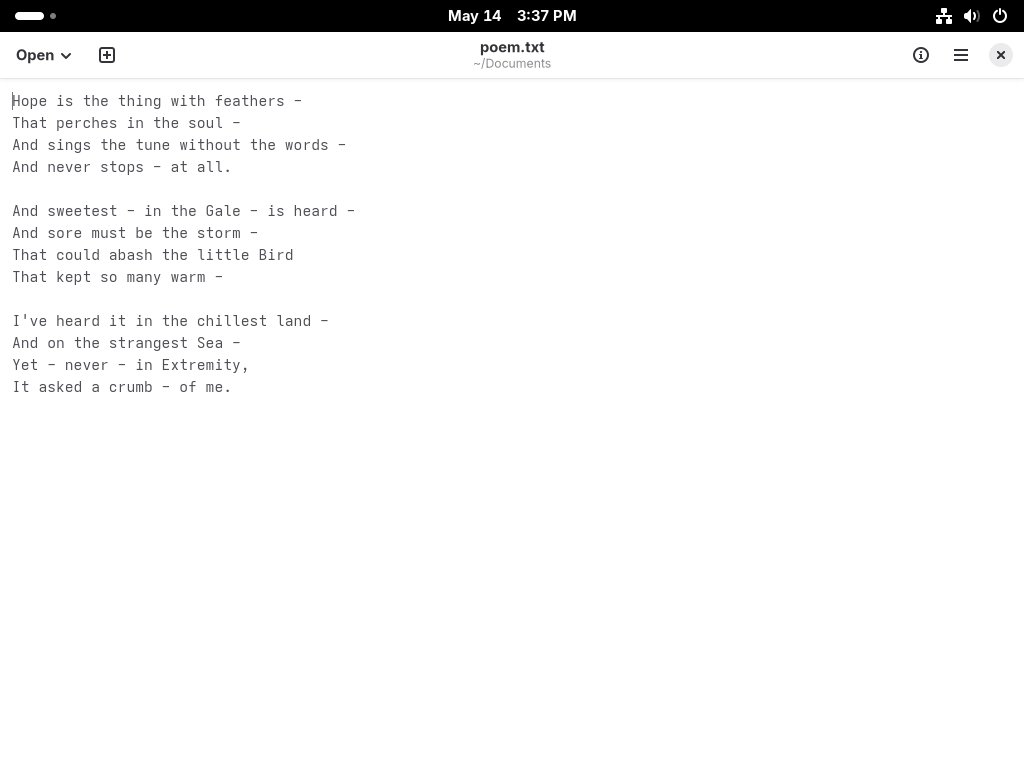 May 14 3:37 PM
Open
poem.txt
~/Documents
Hope is the thing with feathers –
That perches in the soul –
And sings the tune without the words –
And never stops – at all.

And sweetest – in the Gale – is heard –
And sore must be the storm –
That could abash the little Bird
That kept so many warm –

I've heard it in the chillest land –
And on the strangest Sea –
Yet – never – in Extremity,
It asked a crumb – of me.